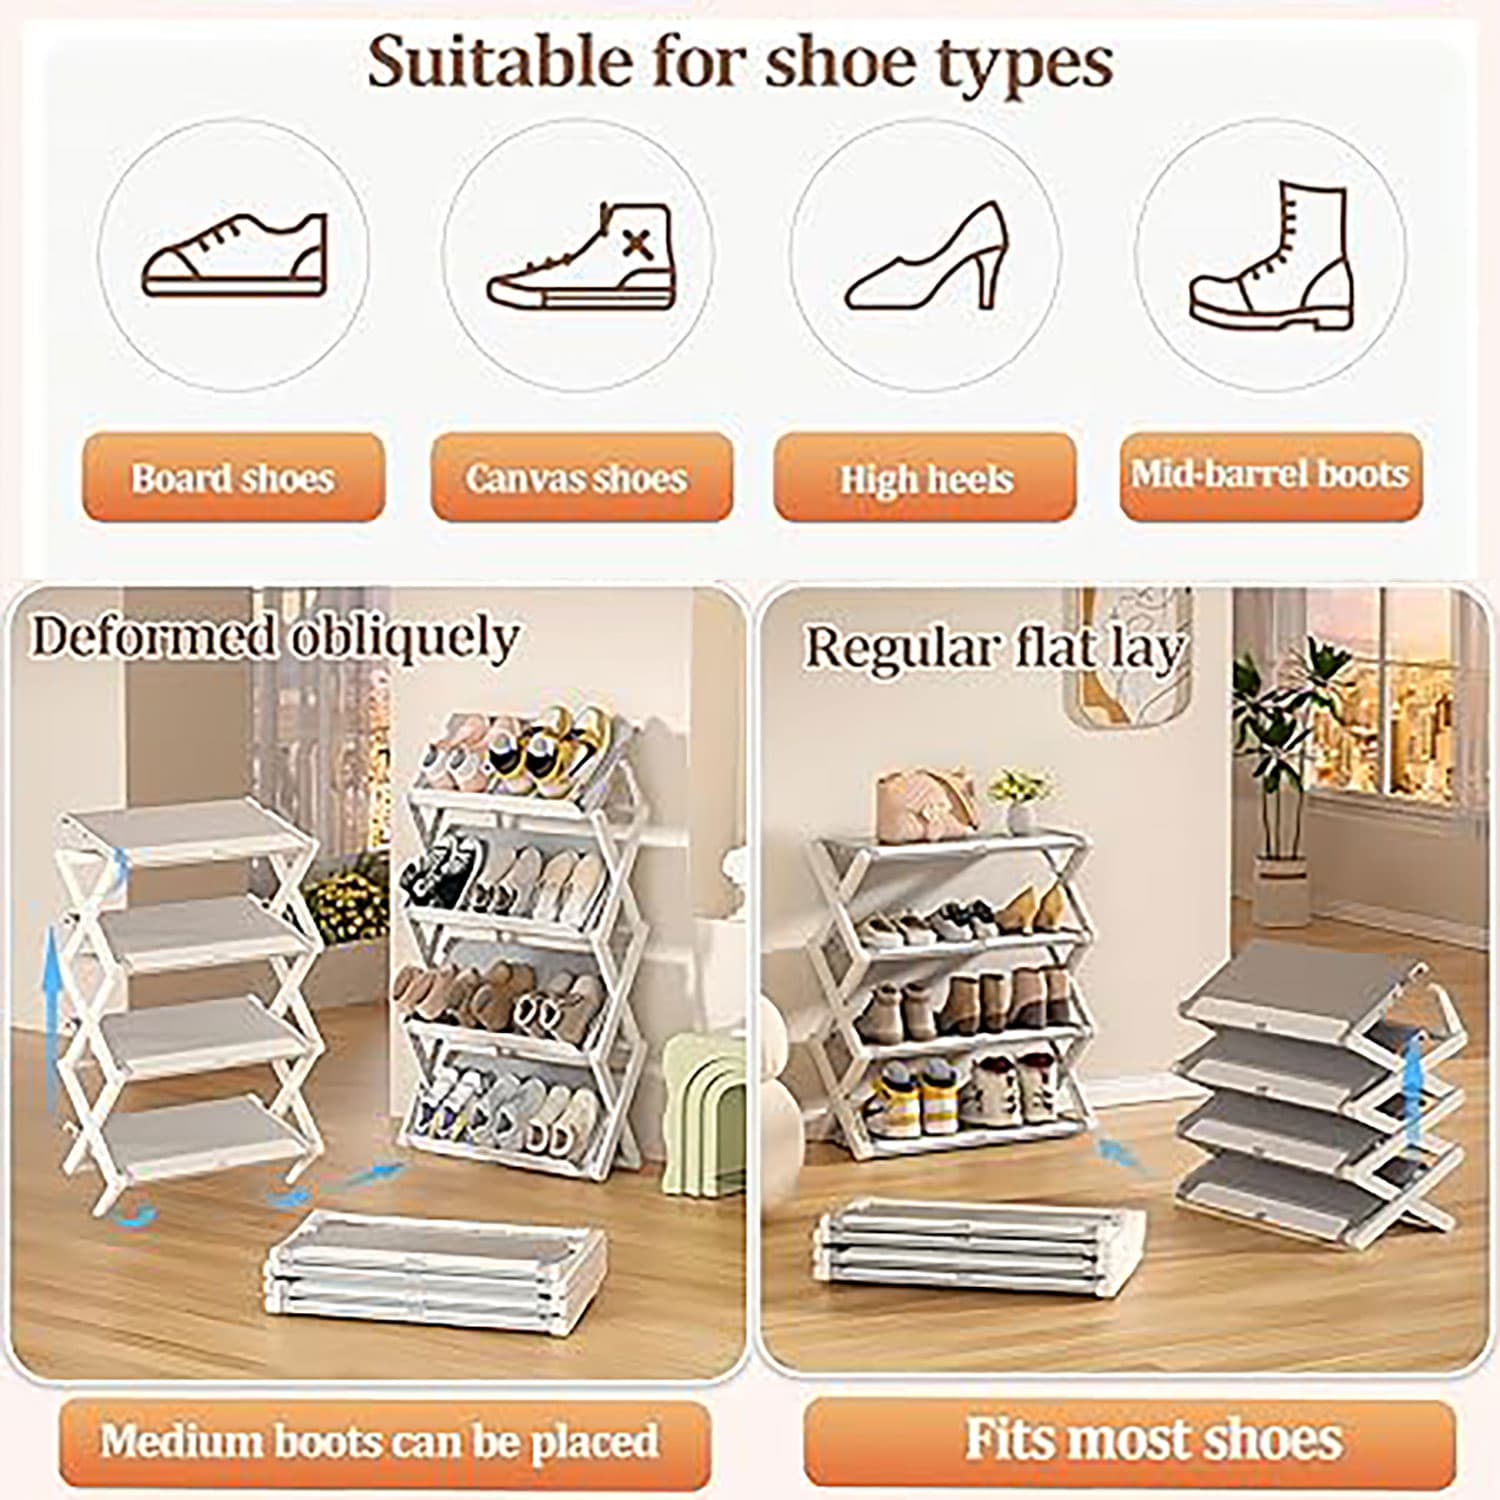 Suitable for shoe types
Board shoes
Canvas shoes
High heels
Mid-barrel boots
Deformed obliquely
Regular flat lay
Medium boots can be placed
Fits most shoes